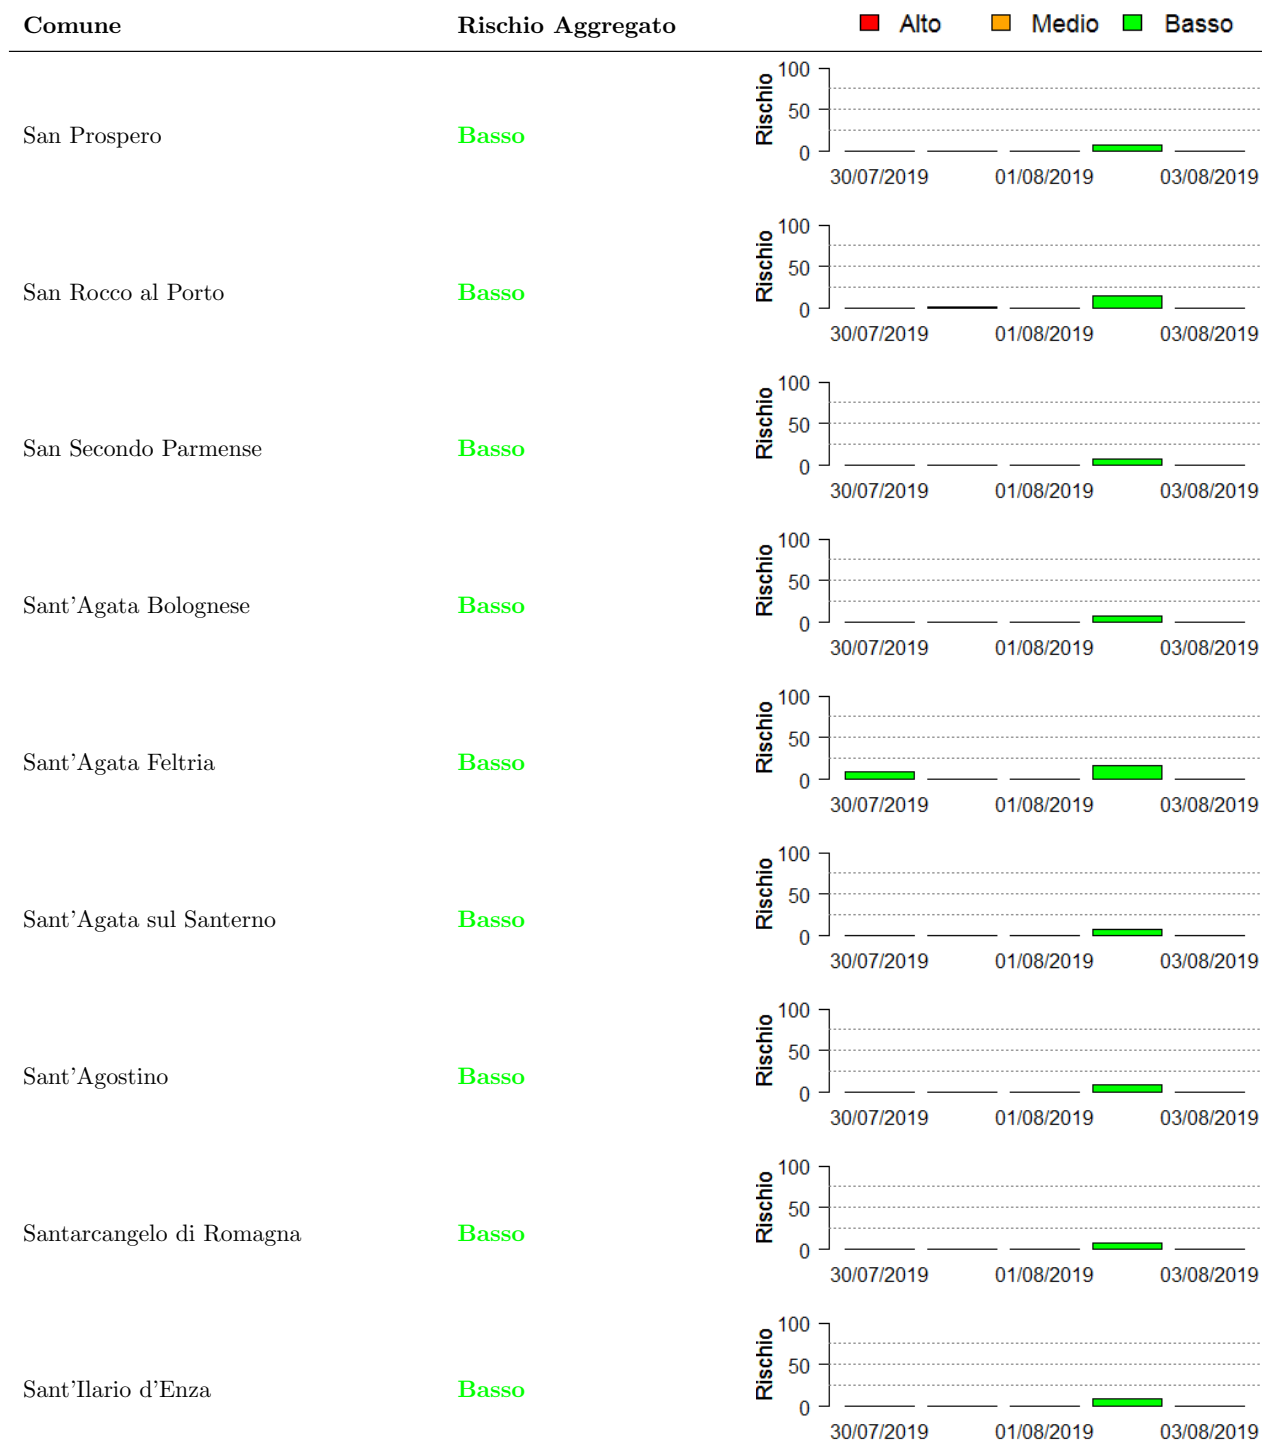 Comune Rischio Aggregato Alto Medio Basso
100
50
0
Rischio
San Prospero Basso
30/07/2019 01/08/2019 03/08/2019
100
50
0
Rischio
San Rocco al Porto Basso
30/07/2019 01/08/2019 03/08/2019
100
50
0
Rischio
San Secondo Parmense Basso
30/07/2019 01/08/2019 03/08/2019
100
50
0
Rischio
Sant'Agata Bolognese Basso
30/07/2019 01/08/2019 03/08/2019
100
50
0
Rischio
Sant'Agata Feltria Basso
30/07/2019 01/08/2019 03/08/2019
100
50
0
Rischio
Sant'Agata sul Santerno Basso
30/07/2019 01/08/2019 03/08/2019
100
50
0
Rischio
Sant'Agostino Basso
30/07/2019 01/08/2019 03/08/2019
100
50
0
Rischio
Santarcangelo di Romagna Basso
30/07/2019 01/08/2019 03/08/2019
100
50
0
Rischio
Sant'Ilario d'Enza Basso
30/07/2019 01/08/2019 03/08/2019